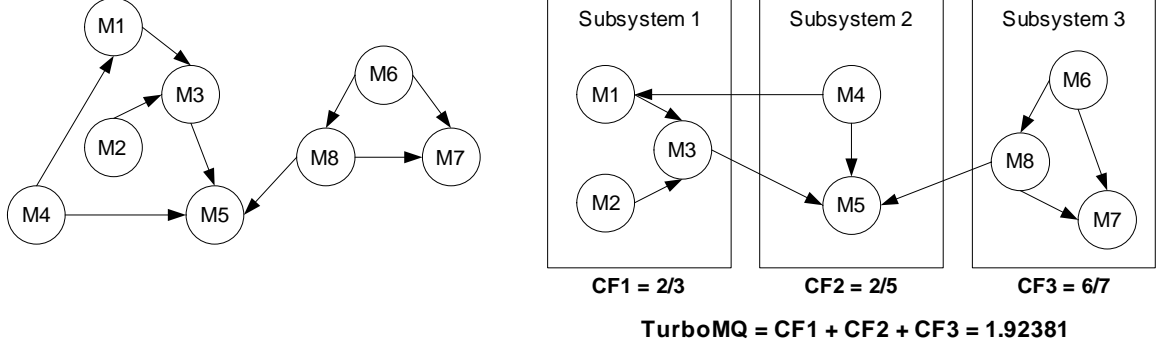 M1
M3
M6
M2
M8
M7
M4
M5
Subsystem 1
Subsystem 2
Subsystem 3
M1
M4
M6
M3
M8
M2
M5
M7
CF1 = 2/3
CF2 = 2/5
CF3 = 6/7
TurboMQ = CF1 + CF2 + CF3 = 1.92381